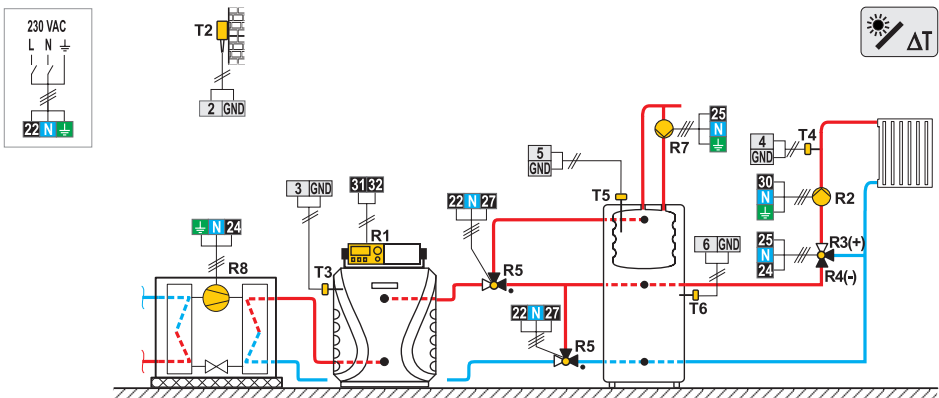 230 VAC
L N
22 N
T2
2 GND
ΔT
25
N
R7
4
GND
T4
5
GND
T5
30
N
R2
3 GND
31 32
22 N 27
N 24
R1
6 GND
25
N
24
R3(+)
R4(-)
R8
T3
R5
T6
22 N 27
R5